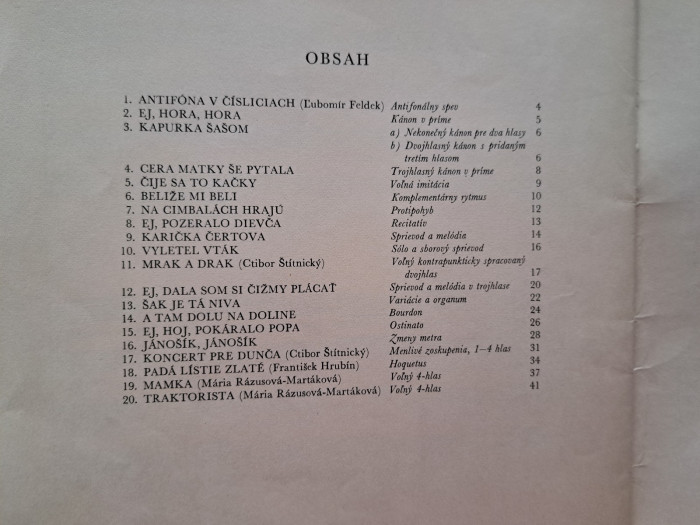 OBSAH
1. ANTIFÓNA V ČÍSLICIACH (Ľubomír Feldek) Antifonálny spev 4
2. EJ, HORA, HORA Kánon v príme 5
3. KAPURKA ŠAŠOM a) Nekonečný kánon pre dva hlasy 6
b) Dvojhlasný kánon s pridaným
tretím hlasom 6
4. CERA MATKY ŠE PYTALA Trojhlasný kánon v príme 8
5. ČIJE SA TO KAČKY Voľná imitácia 9
6. BELIŽE MI BELI Komplementárny rytmus 10
7. NA CIMBALÁCH HRAJÚ Protipohyb 12
8. EJ, POZERALO DIEVČA Recitatív 13
9. KARIČKA ČERTOVA Sprievod a melódia 14
10. VYLETEL VTÁK Sólo a sborový sprievod 16
11. MRAK A DRAK (Ctibor Štítnický) Voľný kontrapunkticky spracovaný
dvojhlas 17
12. EJ, DALA SOM SI ČIŽMY PLÁCAŤ Sprievod a melódia v trojhlase 20
13. ŠAK JE TÁ NIVA Variácie a organum 22
14. A TAM DOLU NA DOLINE Bourdon 24
15. EJ, HOJ, POKÁRALO POPA Ostinato 26
16. JÁNOŠÍK, JÁNOŠÍK Zmeny metra 28
17. KONCERT PRE DUNČA (Ctibor Štítnický) Menlivé zoskupenia, 1–4 hlas 31
18. PADÁ LÍSTIE ZLATÉ (František Hrubín) Hoquetus 34
19. MAMKA (Mária Rázusová-Martáková) Voľný 4-hlas 37
20. TRAKTORISTA (Mária Rázusová-Martáková) Voľný 4-hlas 41